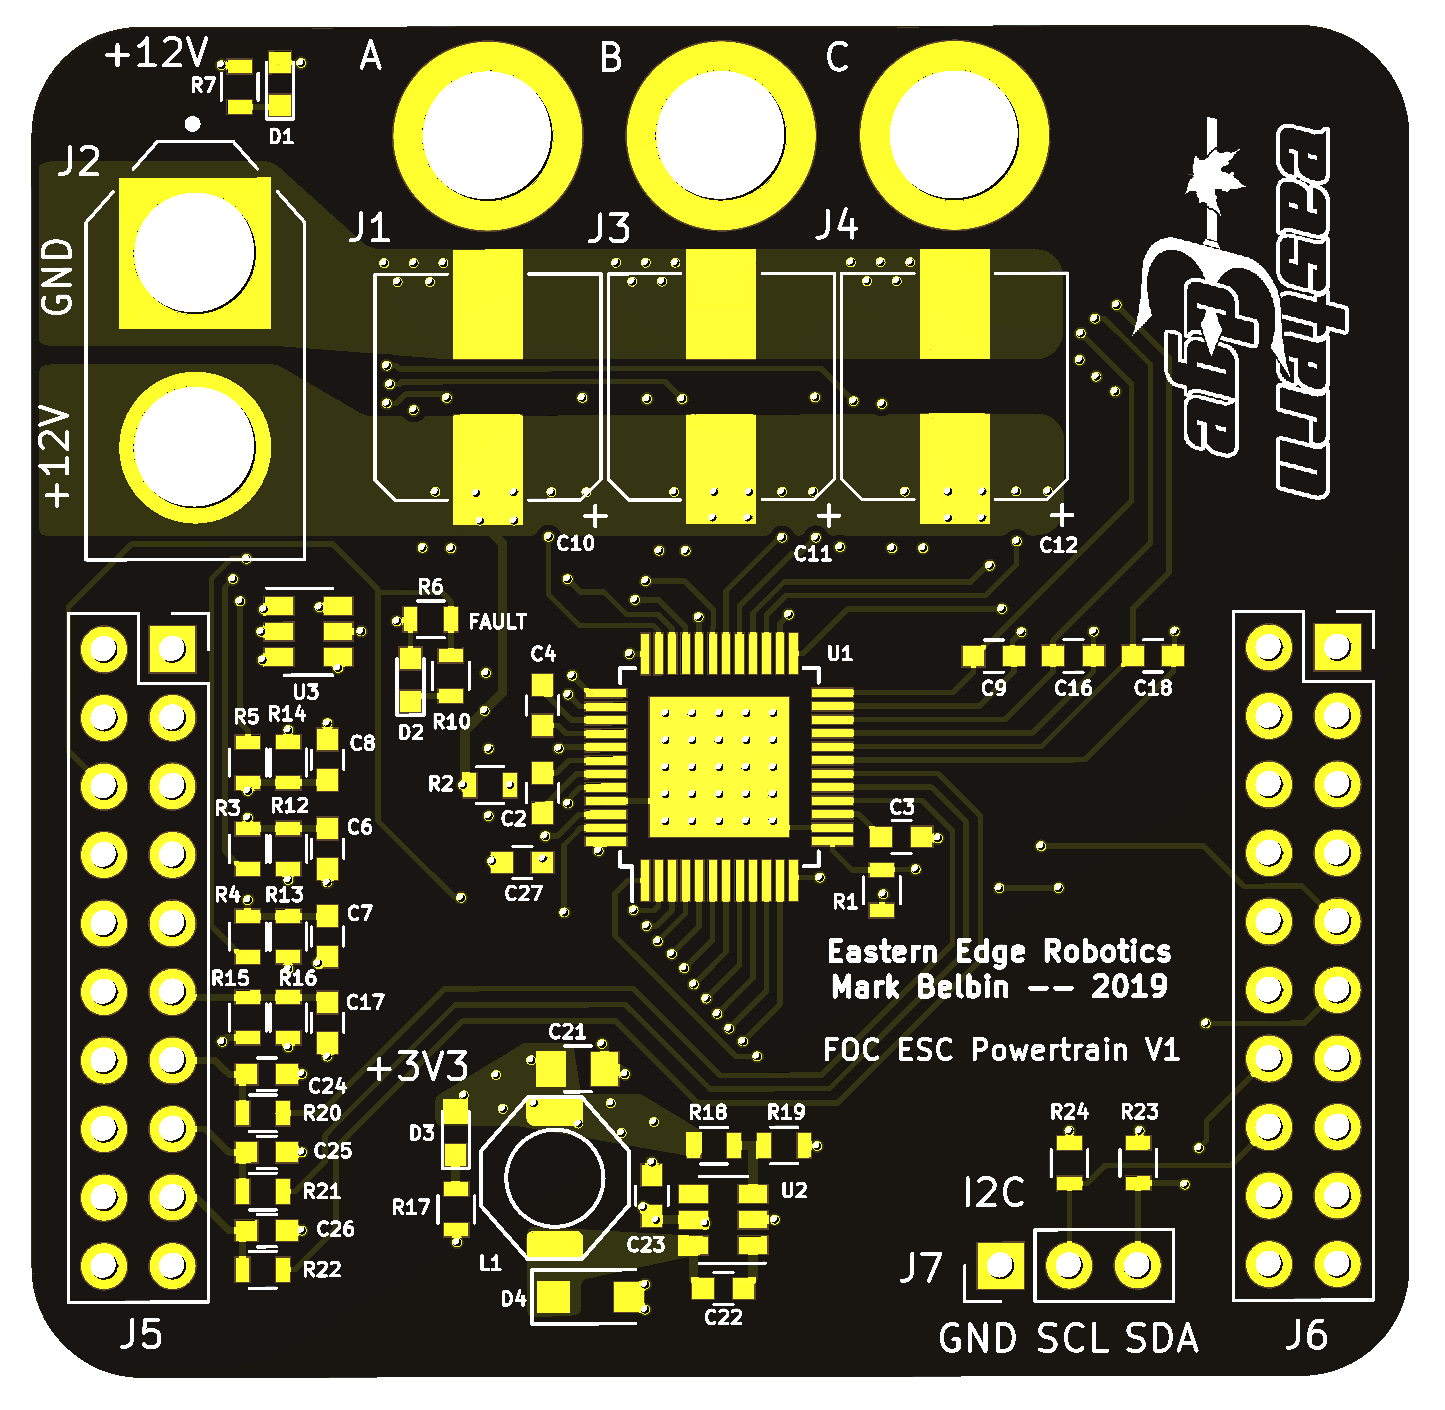 +12V
A
B
C
R7
D1
J2
J1
J3
J4
eastern
edge
GND
+12V
+
+
+
C10
C11
C12
R6
FAULT
C4
U1
U3
D2
R10
C9
C16
C18
R5
R14
C8
R2
C2
R3
R12
C6
C3
C27
R4
R13
C7
R1
Eastern Edge Robotics
Mark Belbin -- 2019
R15
R16
C17
FOC ESC Powertrain V1
+3V3
C21
C24
R20
D3
R18
R19
R24
R23
C25
R21
R17
U2
I2C
C26
C23
R22
L1
J7
D4
C22
J5
GND SCL SDA
J6